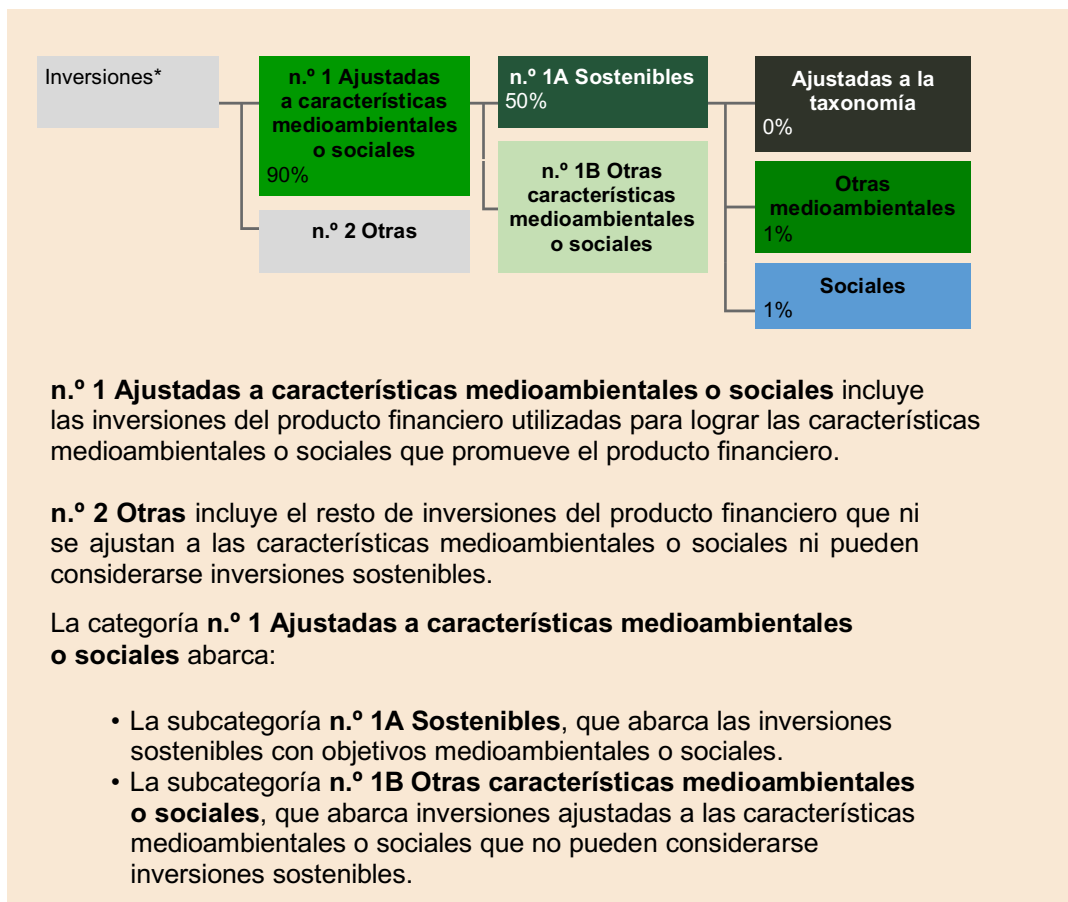 Inversiones*
n.º 1 Ajustadas
a características
medioambientales
o sociales
90%
n.º 2 Otras
n.º 1A Sostenibles
50%
n.º 1B Otras
características
medioambientales
o sociales
Ajustadas a la
taxonomía
0%
Otras
medioambientales
1%
Sociales
1%
n.º 1 Ajustadas a características medioambientales o sociales incluye
las inversiones del producto financiero utilizadas para lograr las características
medioambientales o sociales que promueve el producto financiero.
n.º 2 Otras incluye el resto de inversiones del producto financiero que ni
se ajustan a las características medioambientales o sociales ni pueden
considerarse inversiones sostenibles.
La categoría n.º 1 Ajustadas a características medioambientales
o sociales abarca:
• La subcategoría n.º 1A Sostenibles, que abarca las inversiones
sostenibles con objetivos medioambientales o sociales.
• La subcategoría n.º 1B Otras características medioambientales
o sociales, que abarca inversiones ajustadas a las características
medioambientales o sociales que no pueden considerarse
inversiones sostenibles.